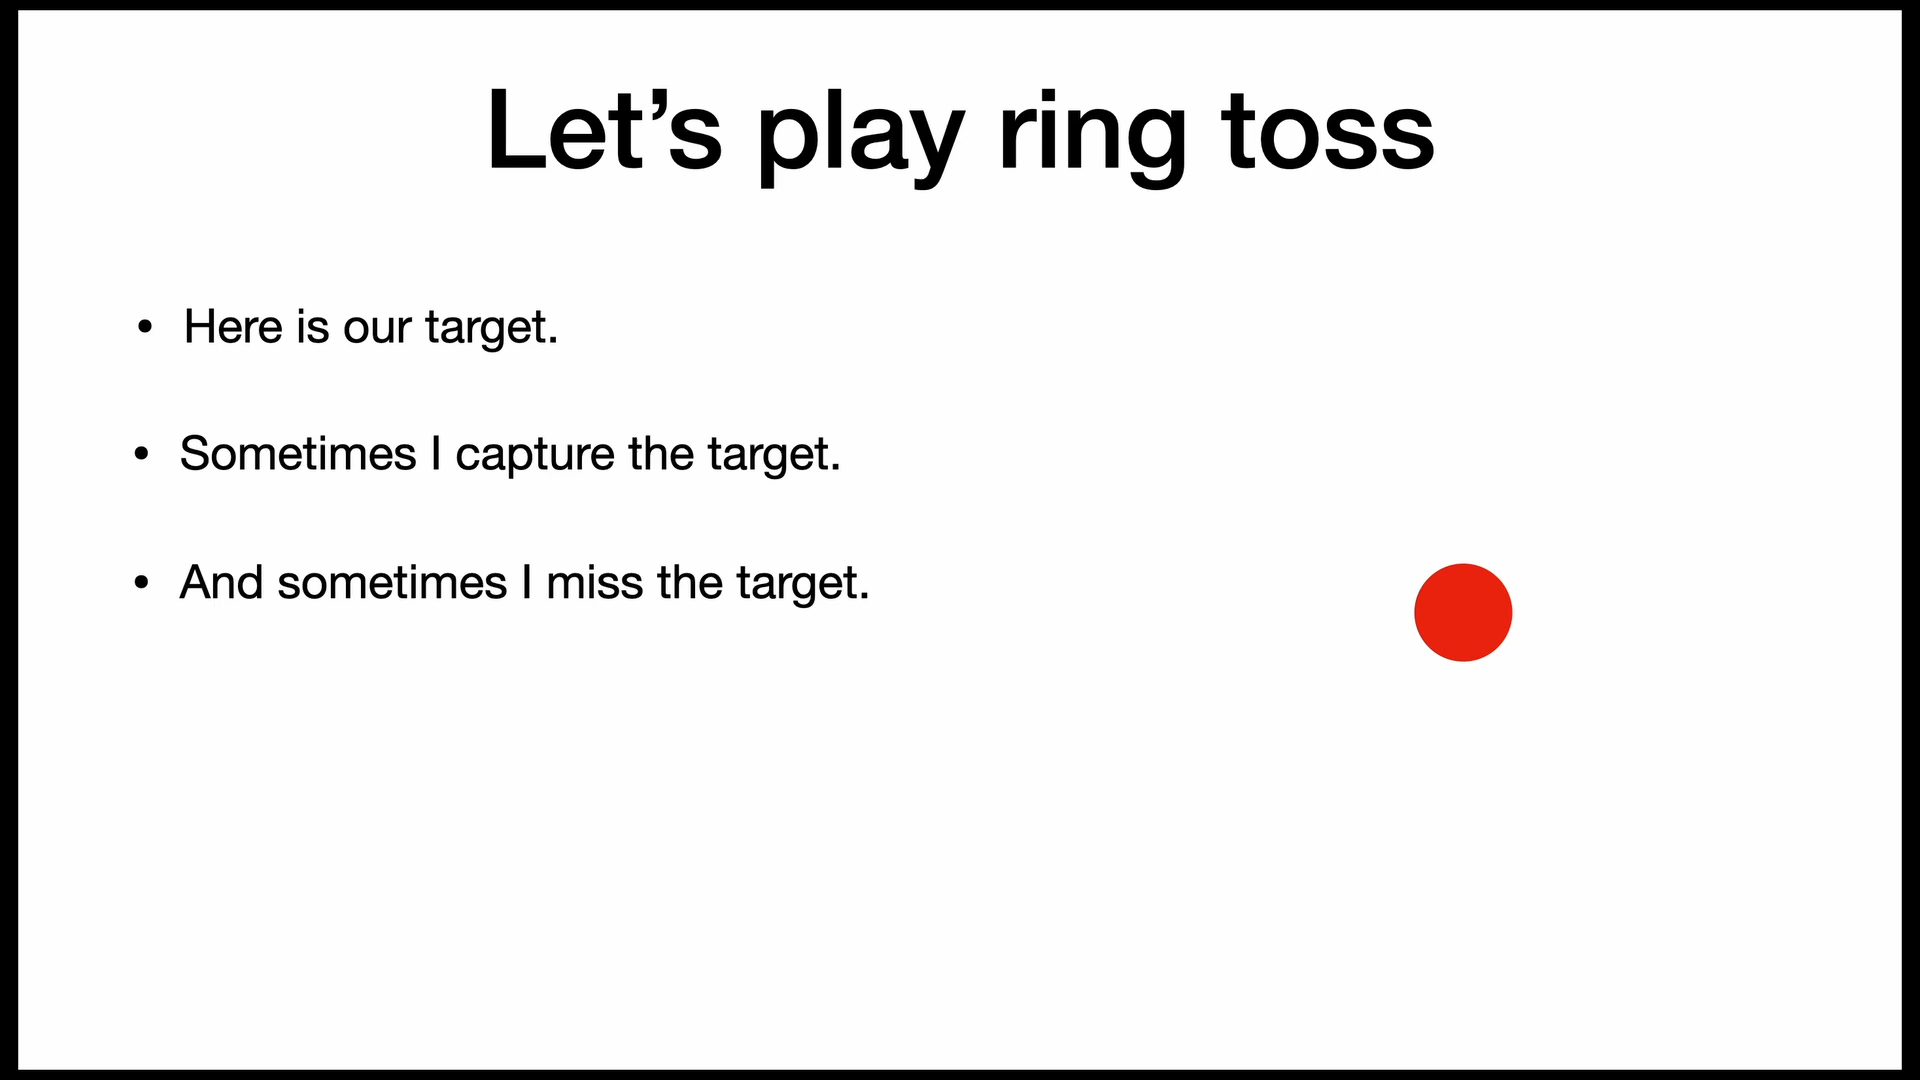 Let’s play ring toss
• Here is our target.
• Sometimes I capture the target.
• And sometimes I miss the target.